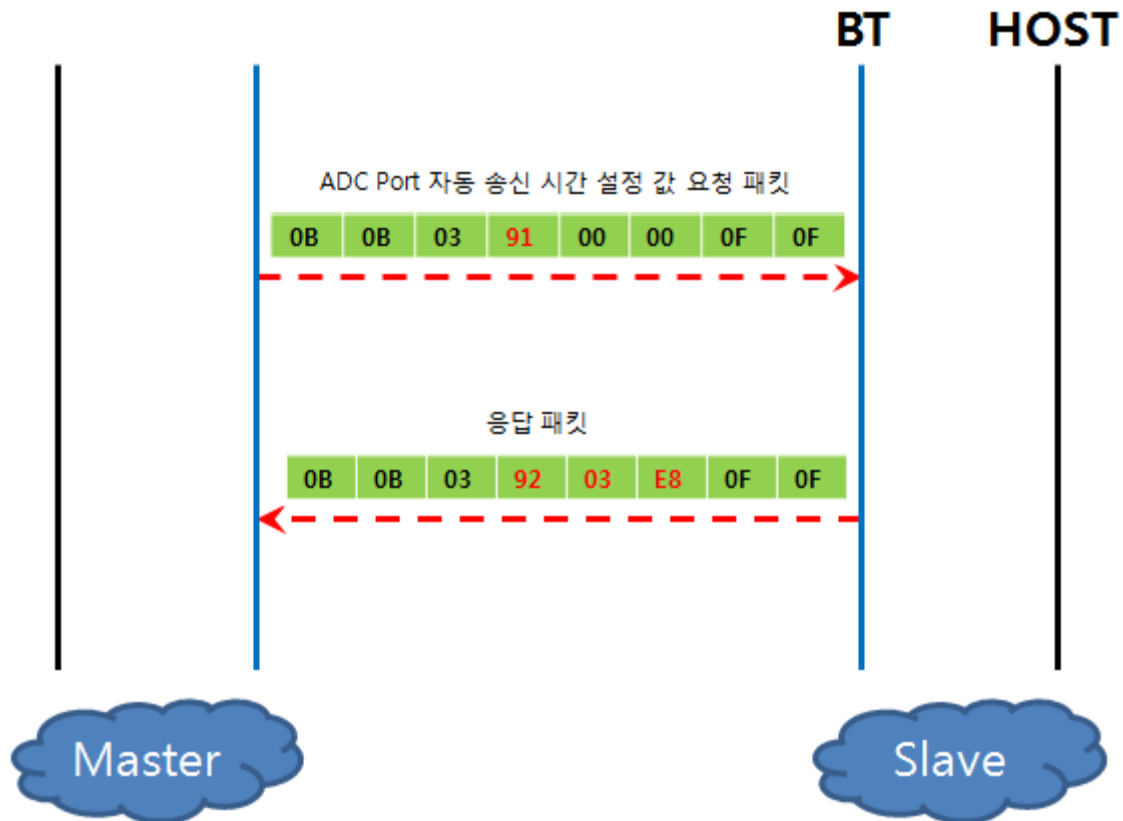 BT HOST
ADC Port 자동 송신 시간 설정 값 요청 패킷
0B 0B 03 91 00 00 0F 0F
응답 패킷
0B 0B 03 92 03 E8 0F 0F
Master Slave